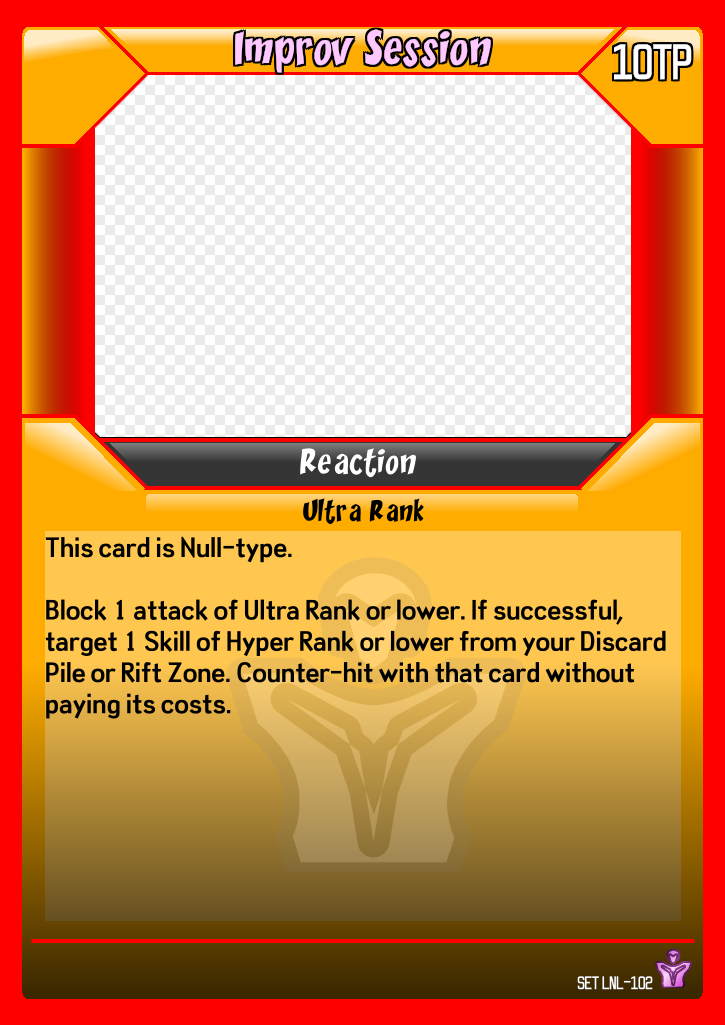 Improv Session
10TP
Reaction
Ultra Rank
This card is Null-type.
Block 1 attack of Ultra Rank or lower. If successful,
target 1 Skill of Hyper Rank or lower from your Discard
Pile or Rift Zone. Counter-hit with that card without
paying its costs.
SET LNL-102